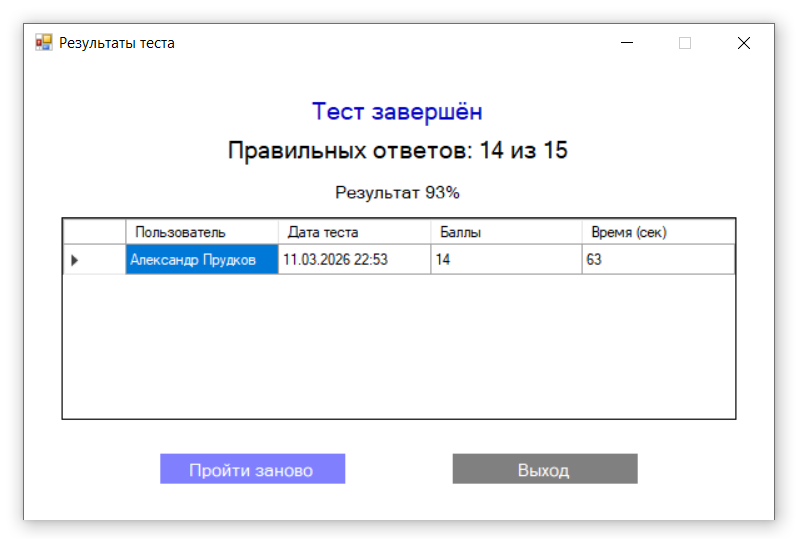 Результаты теста
Тест завершён
Правильных ответов: 14 из 15
Результат 93%
Пользователь Дата теста Баллы Время (сек)
Александр Прудков 11.03.2026 22:53 14 63
Пройти заново Выход